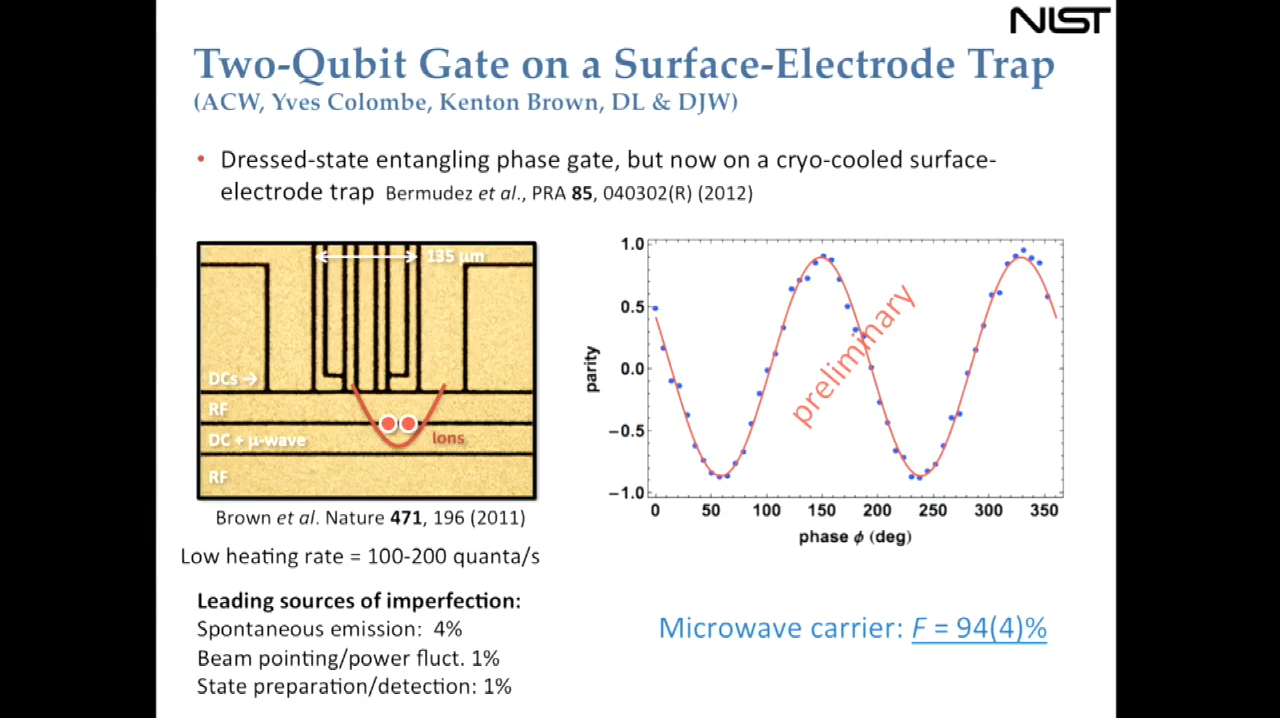 NIST
Two-Qubit Gate on a Surface-Electrode Trap
(ACW, Yves Colombe, Kenton Brown, DL & DJW)
• Dressed-state entangling phase gate, but now on a cryo-cooled surface-
electrode trap Bermudez et al., PRA 85, 040302(R) (2012)
135 μm
DCs →
RF
DC + μ-wave
Ions
RF
Brown et al. Nature 471, 196 (2011)
Low heating rate = 100-200 quanta/s
Leading sources of imperfection:
Spontaneous emission: 4%
Beam pointing/power fluct. 1%
State preparation/detection: 1%
parity
1.0
0.5
0.0
−0.5
−1.0
preliminary
0 50 100 150 200 250 300 350
phase ϕ (deg)
Microwave carrier: F = 94(4)%